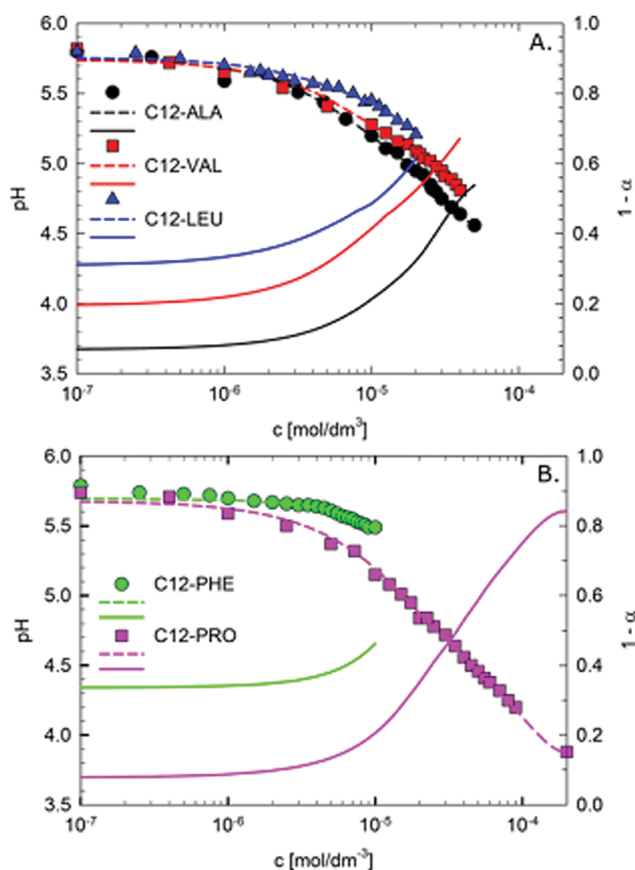 6.0
1.0
A.
5.5
0.8
C12-ALA
5.0
0.6
C12-VAL
pH
1 - α
4.5
C12-LEU
0.4
4.0
0.2
3.5
0.0
10⁻⁷
10⁻⁶
10⁻⁵
10⁻⁴
c [mol/dm³]
6.0
1.0
B.
5.5
0.8
C12-PHE
5.0
0.6
C12-PRO
pH
1 - α
4.5
0.4
4.0
0.2
3.5
0.0
10⁻⁷
10⁻⁶
10⁻⁵
10⁻⁴
c [mol/dm⁻³]